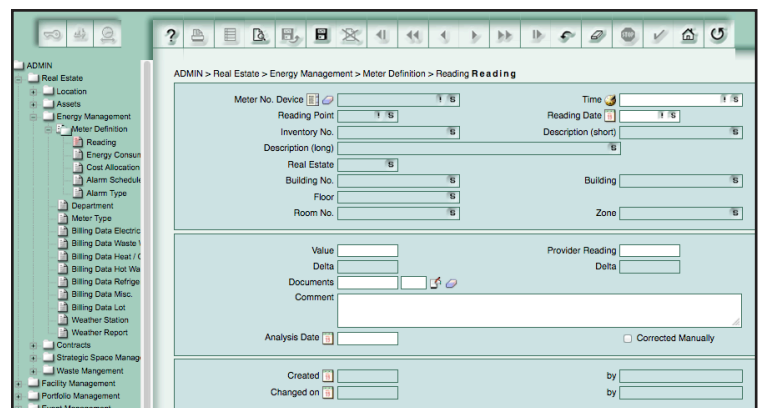 ADMIN
Real Estate
Location
Assets
Energy Management
Meter Definition
Reading
Energy Consun
Cost Allocation
Alarm Schedule
Alarm Type
Department
Meter Type
Billing Data Electric
Billing Data Waste
Billing Data Heat / C
Billing Data Hot Wa
Billing Data Refrige
Billing Data Misc.
Billing Data Lot
Weather Station
Weather Report
Contracts
Strategic Space Manag
Waste Mangement
Facility Management
Portfolio Management
Event Management
ADMIN > Real Estate > Energy Management > Meter Definition > Reading Reading
Meter No. Device ! S Time ! S
Reading Point ! S Reading Date ! S
Inventory No. S Description (short) S
Description (long) S
Real Estate S
Building No. S Building S
Floor S
Room No. S Zone S
Value Provider Reading
Delta Delta
Documents
Comment
Analysis Date Corrected Manually
Created by
Changed on by